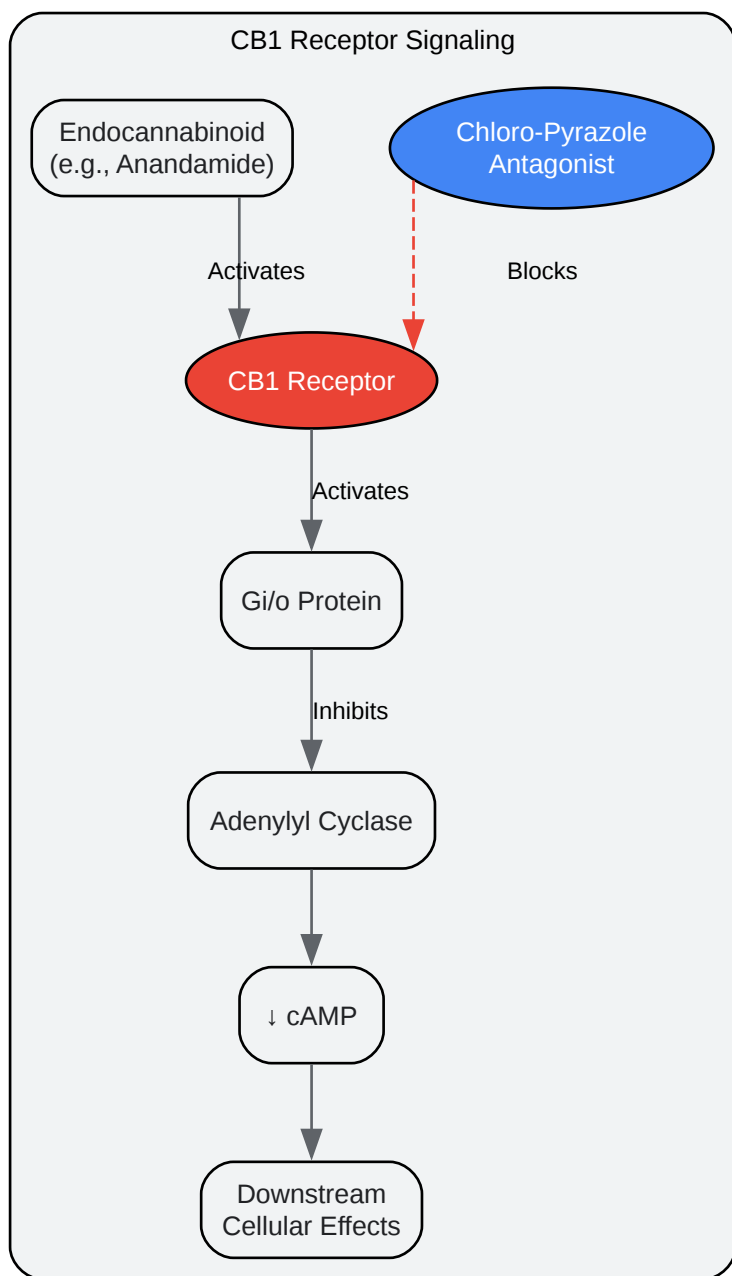 CB1 Receptor Signaling
Endocannabinoid
(e.g., Anandamide)
Chloro-Pyrazole
Antagonist
Activates
Blocks
CB1 Receptor
Activates
Gi/o Protein
Inhibits
Adenylyl Cyclase
↓ cAMP
Downstream
Cellular Effects